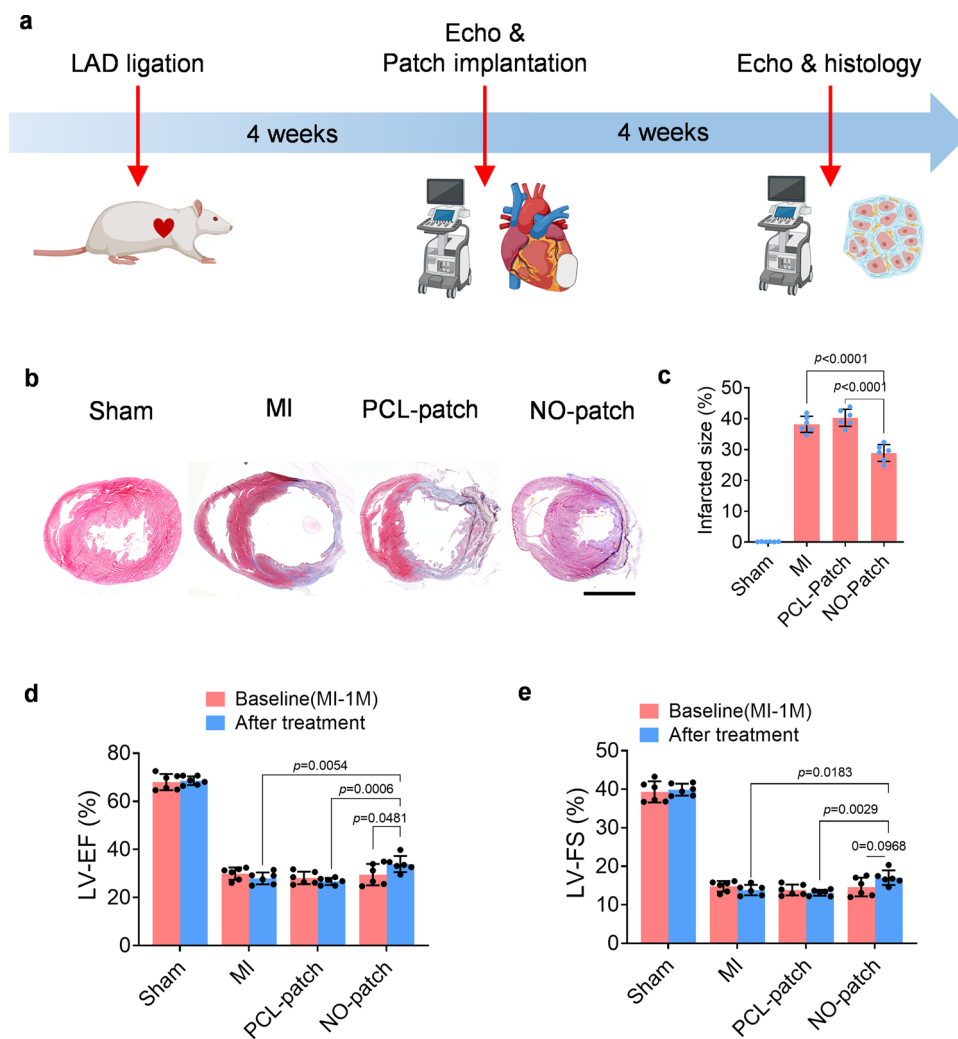 a
LAD ligation
Echo &
Patch implantation
Echo & histology
4 weeks
4 weeks
b
Sham
MI
PCL-patch
NO-patch
c
p<0.0001
p<0.0001
Infarcted size (%)
50
40
30
20
10
0
Sham
MI
PCL-Patch
NO-Patch
d
Baseline(MI-1M)
After treatment
LV-EF (%)
80
60
40
20
0
p=0.0054
p=0.0006
p=0.0481
Sham
MI
PCL-patch
NO-patch
e
Baseline(MI-1M)
After treatment
LV-FS (%)
50
40
30
20
10
0
p=0.0183
p=0.0029
0=0.0968
Sham
MI
PCL-patch
NO-patch